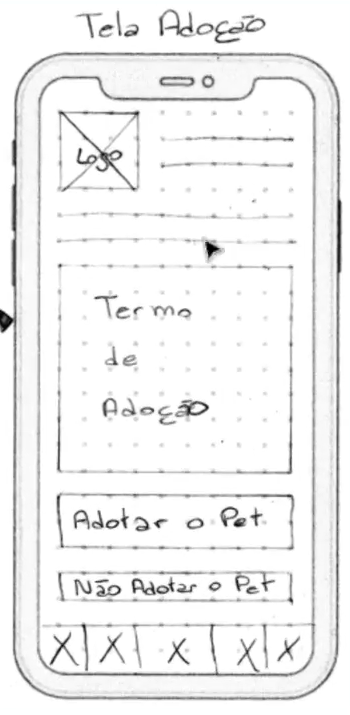 Tela Adoção
Logo
Termo
de
Adoção
Adotar o Pet
Não Adotar o Pet
X X X X X